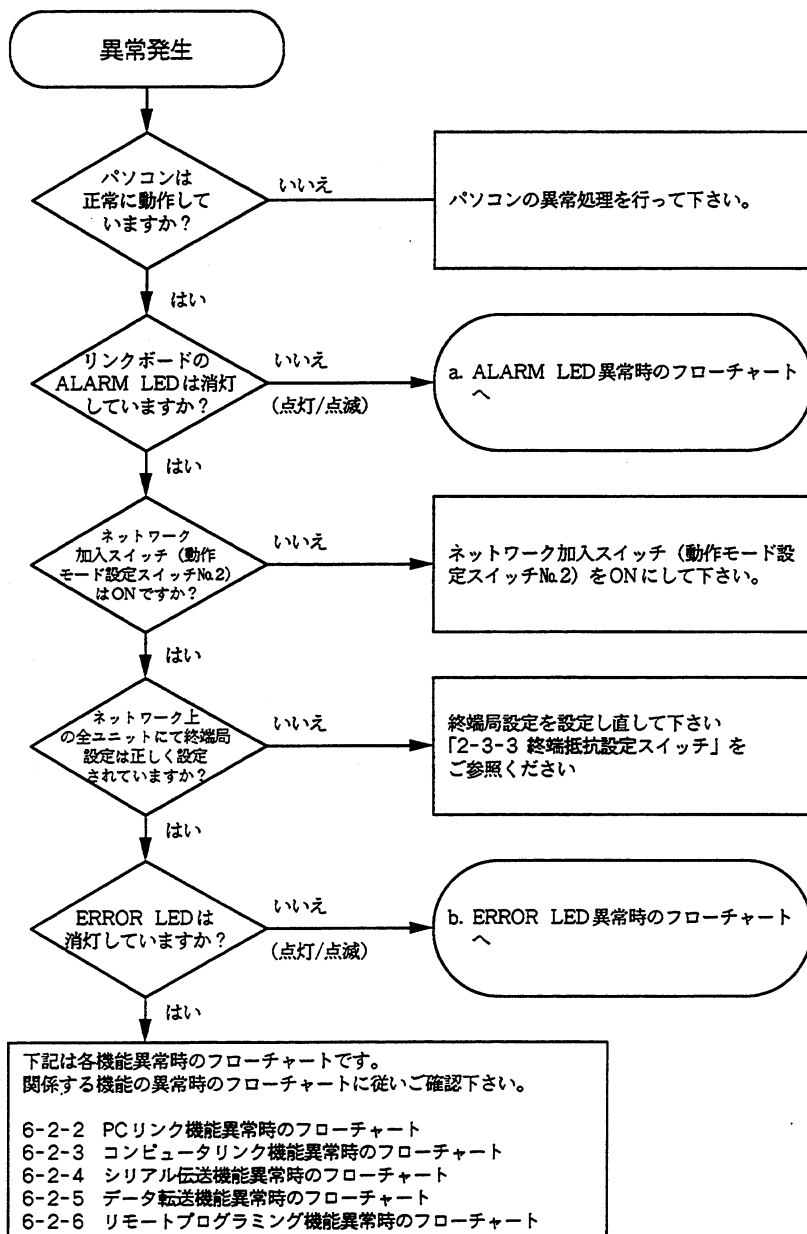 異常発生
パソコンは
正常に動作して
いますか？
いいえ
パソコンの異常処理を行って下さい。
はい
リンクボードの
ALARM LEDは消灯
していますか？
いいえ
(点灯/点滅)
a. ALARM LED異常時のフローチャート
へ
はい
ネットワーク
加入スイッチ（動作
モード設定スイッチNo.2）
はONですか？
いいえ
ネットワーク加入スイッチ（動作モード設
定スイッチNo.2）をONにして下さい。
はい
ネットワーク上
の全ユニットにて終端局
設定は正しく設定
されていますか？
いいえ
終端局設定を設定し直して下さい
「2-3-3 終端抵抗設定スイッチ」を
ご参照ください
はい
ERROR LEDは
消灯していますか？
いいえ
(点灯/点滅)
b. ERROR LED異常時のフローチャート
へ
はい
下記は各機能異常時のフローチャートです。
関係する機能の異常時のフローチャートに従いご確認下さい。
6-2-2 PCリンク機能異常時のフローチャート
6-2-3 コンピュータリンク機能異常時のフローチャート
6-2-4 シリアル伝送機能異常時のフローチャート
6-2-5 データ転送機能異常時のフローチャート
6-2-6 リモートプログラミング機能異常時のフローチャート